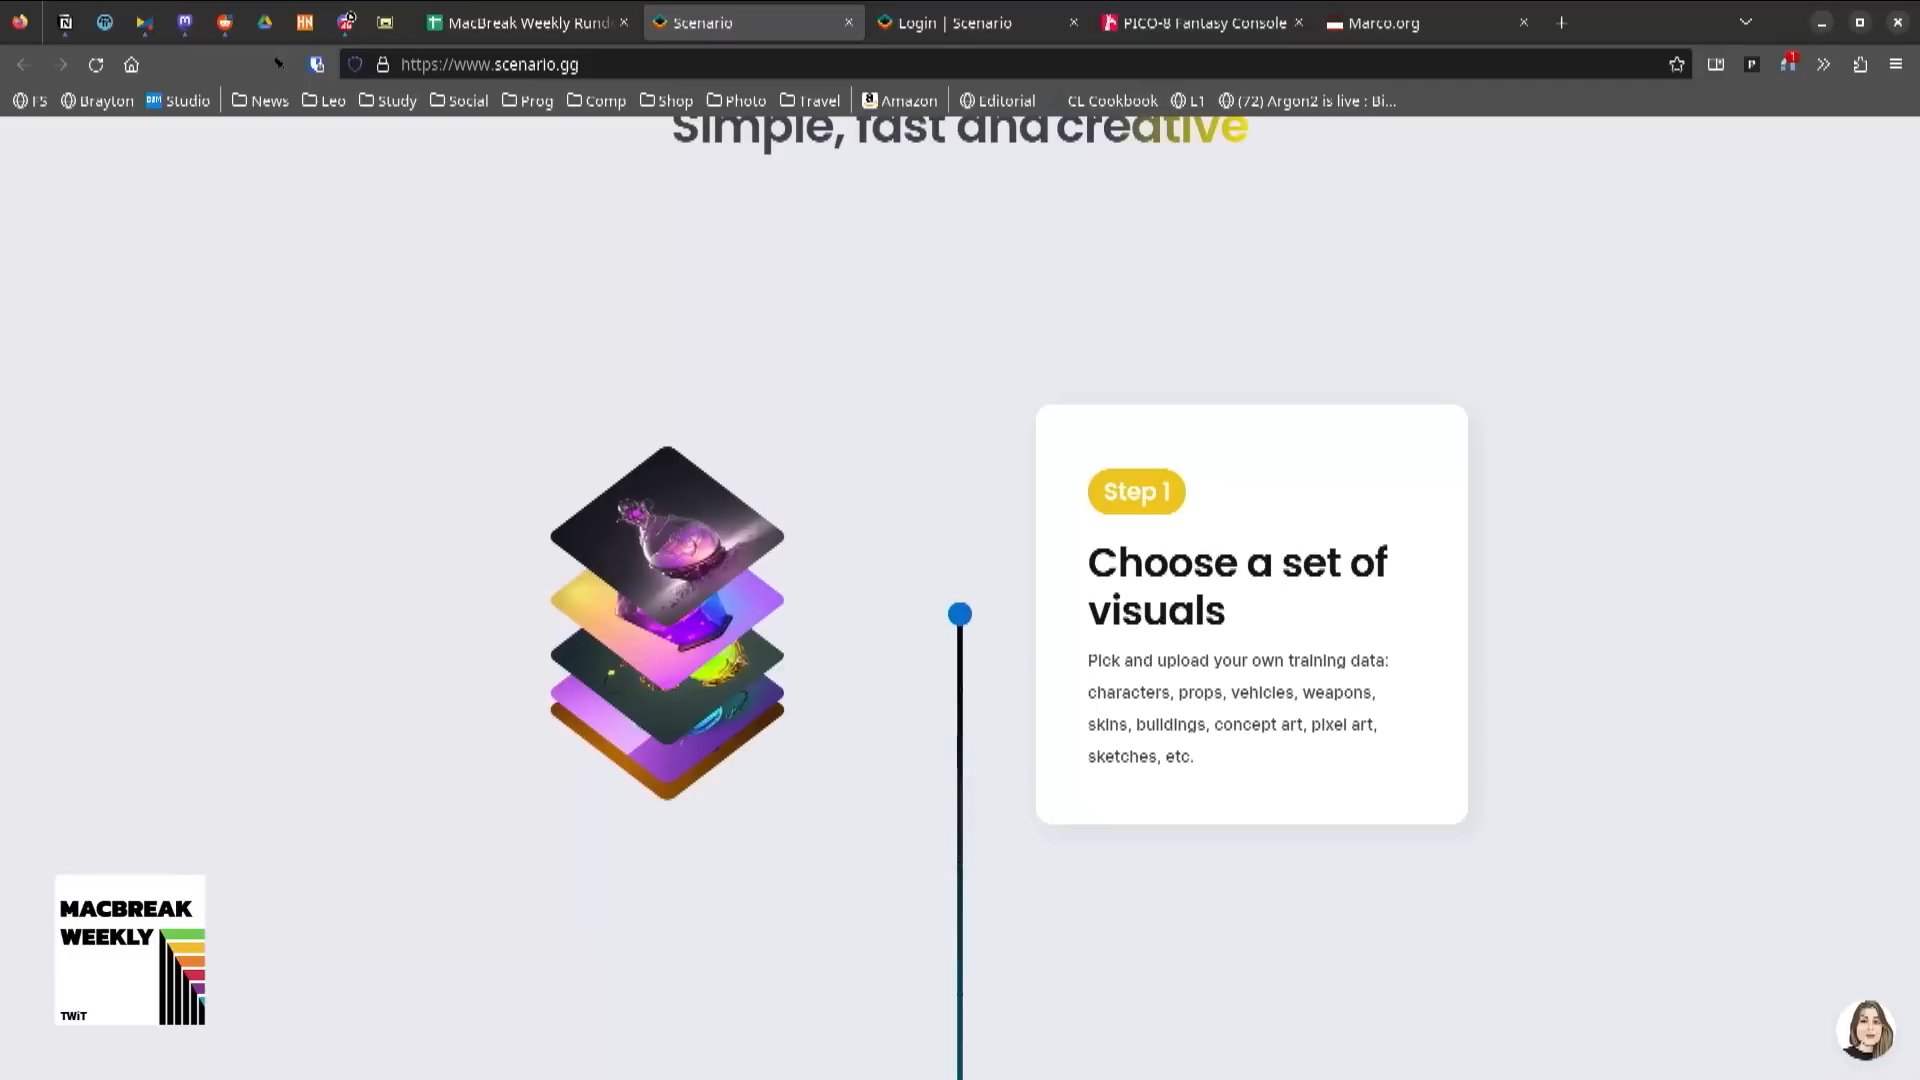 MacBreak Weekly Rund
Scenario
Login | Scenario
PICO-8 Fantasy Console
Marco.org
https://www.scenario.gg
FS
Brayton
Studio
News
Leo
Study
Social
Prog
Comp
Shop
Photo
Travel
Amazon
Editorial
CL Cookbook
L1
(72) Argon2 is live : Bi...
Simple, fast and creative
Step 1
Choose a set of
visuals
Pick and upload your own training data:
characters, props, vehicles, weapons,
skins, buildings, concept art, pixel art,
sketches, etc.
MACBREAK
WEEKLY
TWiT